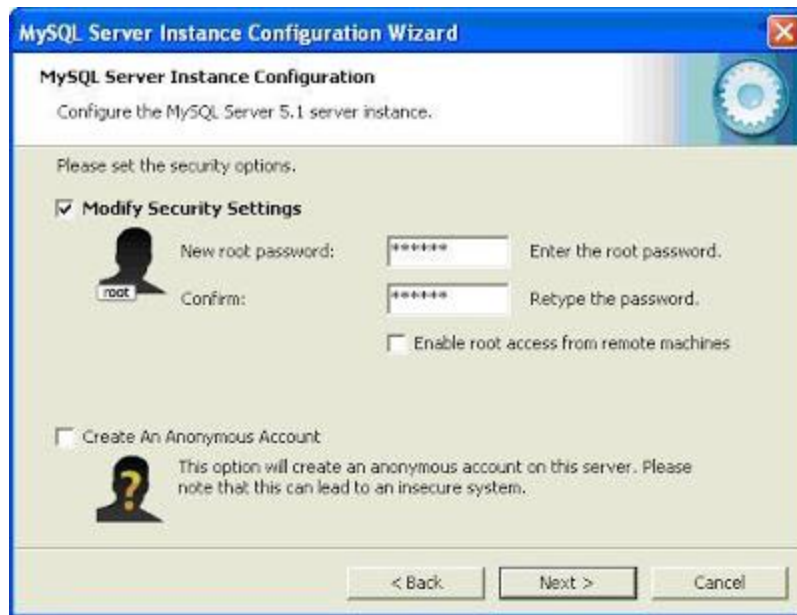 MySQL Server Instance Configuration Wizard
MySQL Server Instance Configuration
Configure the MySQL Server 5.1 server instance.
Please set the security options.
Modify Security Settings
root
New root password: ****** Enter the root password.
Confirm: ****** Retype the password.
Enable root access from remote machines
Create An Anonymous Account
?
This option will create an anonymous account on this server. Please
note that this can lead to an insecure system.
< Back Next > Cancel